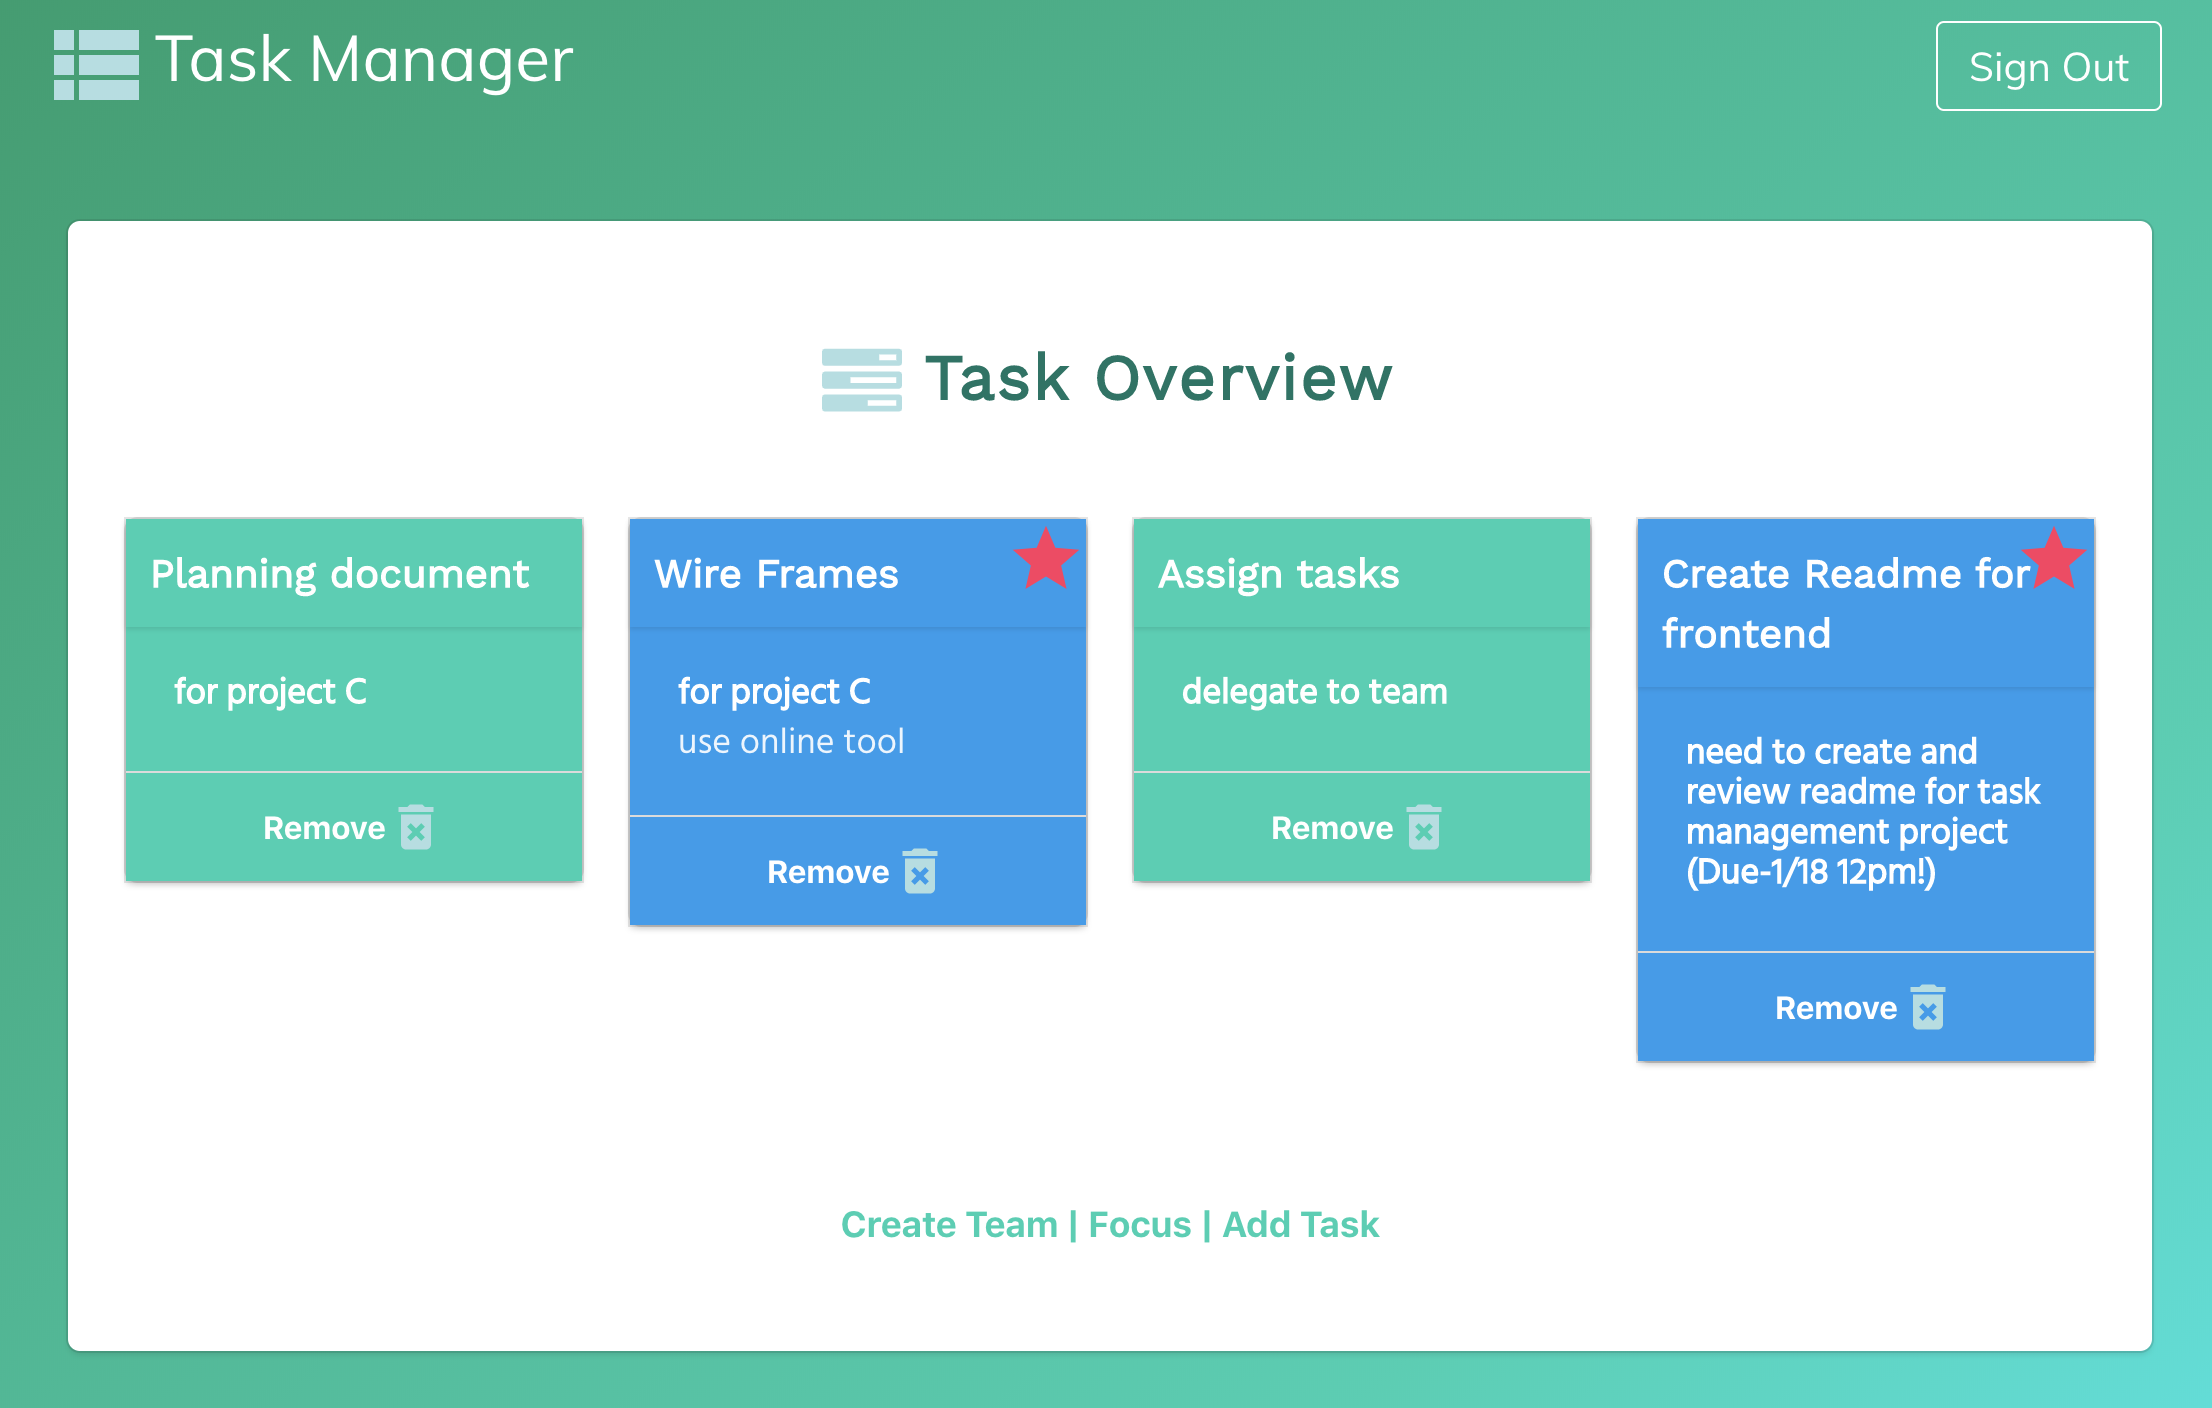 Task Manager
Sign Out
Task Overview
Planning document
for project C
Remove
Wire Frames
for project C
use online tool
Remove
Assign tasks
delegate to team
Remove
Create Readme for
frontend
need to create and
review readme for task
management project
(Due-1/18 12pm!)
Remove
Create Team | Focus | Add Task